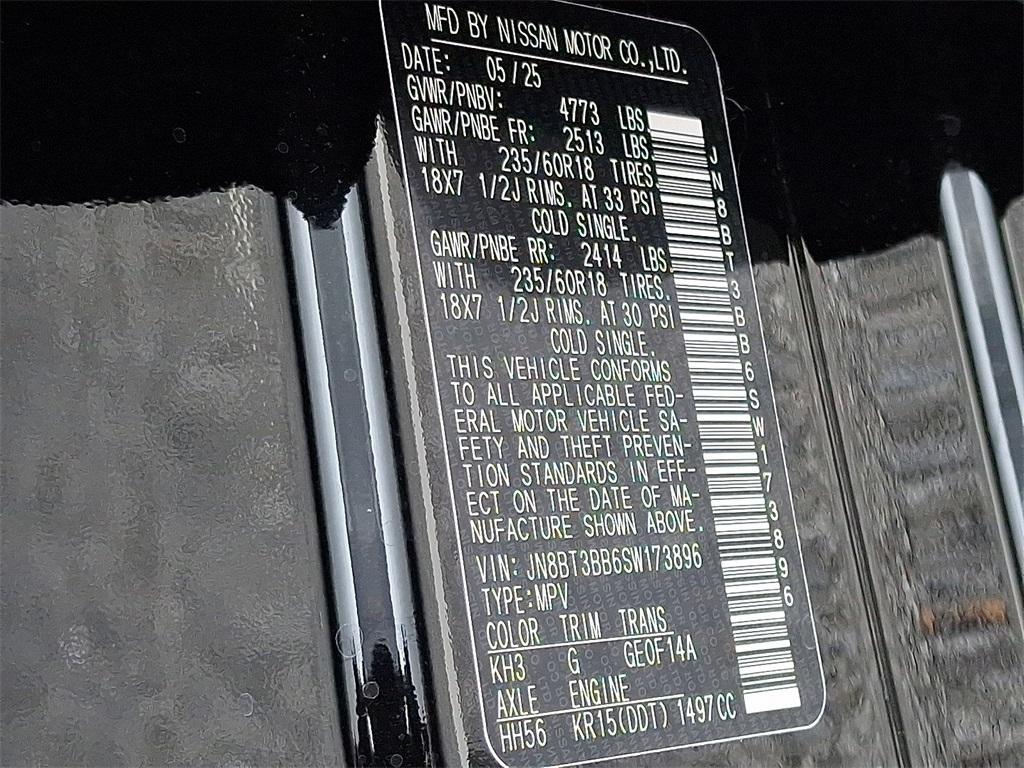 MFD BY NISSAN MOTOR CO.,LTD.
DATE: 05/25
GVWR/PNBV: 4773 LBS.
GAWR/PNBE FR: 2513 LBS.
WITH 235/60R18 TIRES.
18X7 1/2J RIMS. AT 33 PSI
COLD SINGLE.
GAWR/PNBE RR: 2414 LBS.
WITH 235/60R18 TIRES.
18X7 1/2J RIMS. AT 30 PSI
COLD SINGLE.
THIS VEHICLE CONFORMS
TO ALL APPLICABLE FED-
ERAL MOTOR VEHICLE SA-
FETY AND THEFT PREVEN-
TION STANDARDS IN EFF-
ECT ON THE DATE OF MA-
NUFACTURE SHOWN ABOVE.
VIN: JN8BT3BB6SW173896
TYPE:MPV
COLOR TRIM TRANS
KH3 G GE0F14A
AXLE ENGINE
HH56 KR15(DDT) 1497CC
JN8BT3BB6SW173896